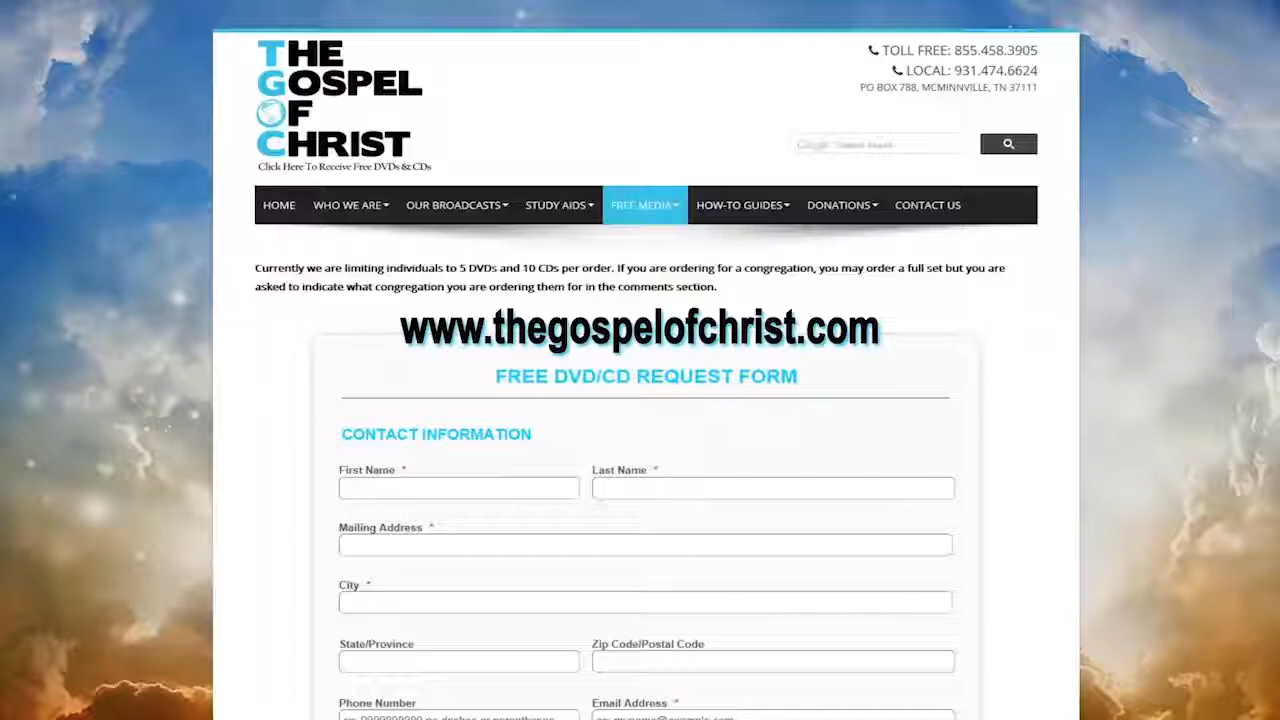 THE
GOSPEL
OF
CHRIST
Click Here To Receive Free DVDs & CDs
TOLL FREE: 855.458.3905
LOCAL: 931.474.6624
PO BOX 788, MCMINNVILLE, TN 37111
HOME WHO WE ARE OUR BROADCASTS STUDY AIDS FREE MEDIA HOW-TO GUIDES DONATIONS CONTACT US
Currently we are limiting individuals to 5 DVDs and 10 CDs per order. If you are ordering for a congregation, you may order a full set but you are
asked to indicate what congregation you are ordering them for in the comments section.
www.thegospelofchrist.com
FREE DVD/CD REQUEST FORM
CONTACT INFORMATION
First Name * Last Name *
Mailing Address *
City *
State/Province Zip Code/Postal Code
Phone Number Email Address *